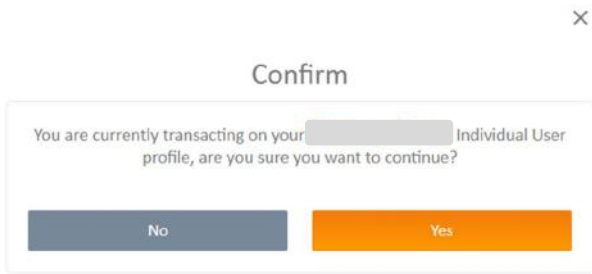 Confirm
You are currently transacting on your Individual User
profile, are you sure you want to continue?
No Yes